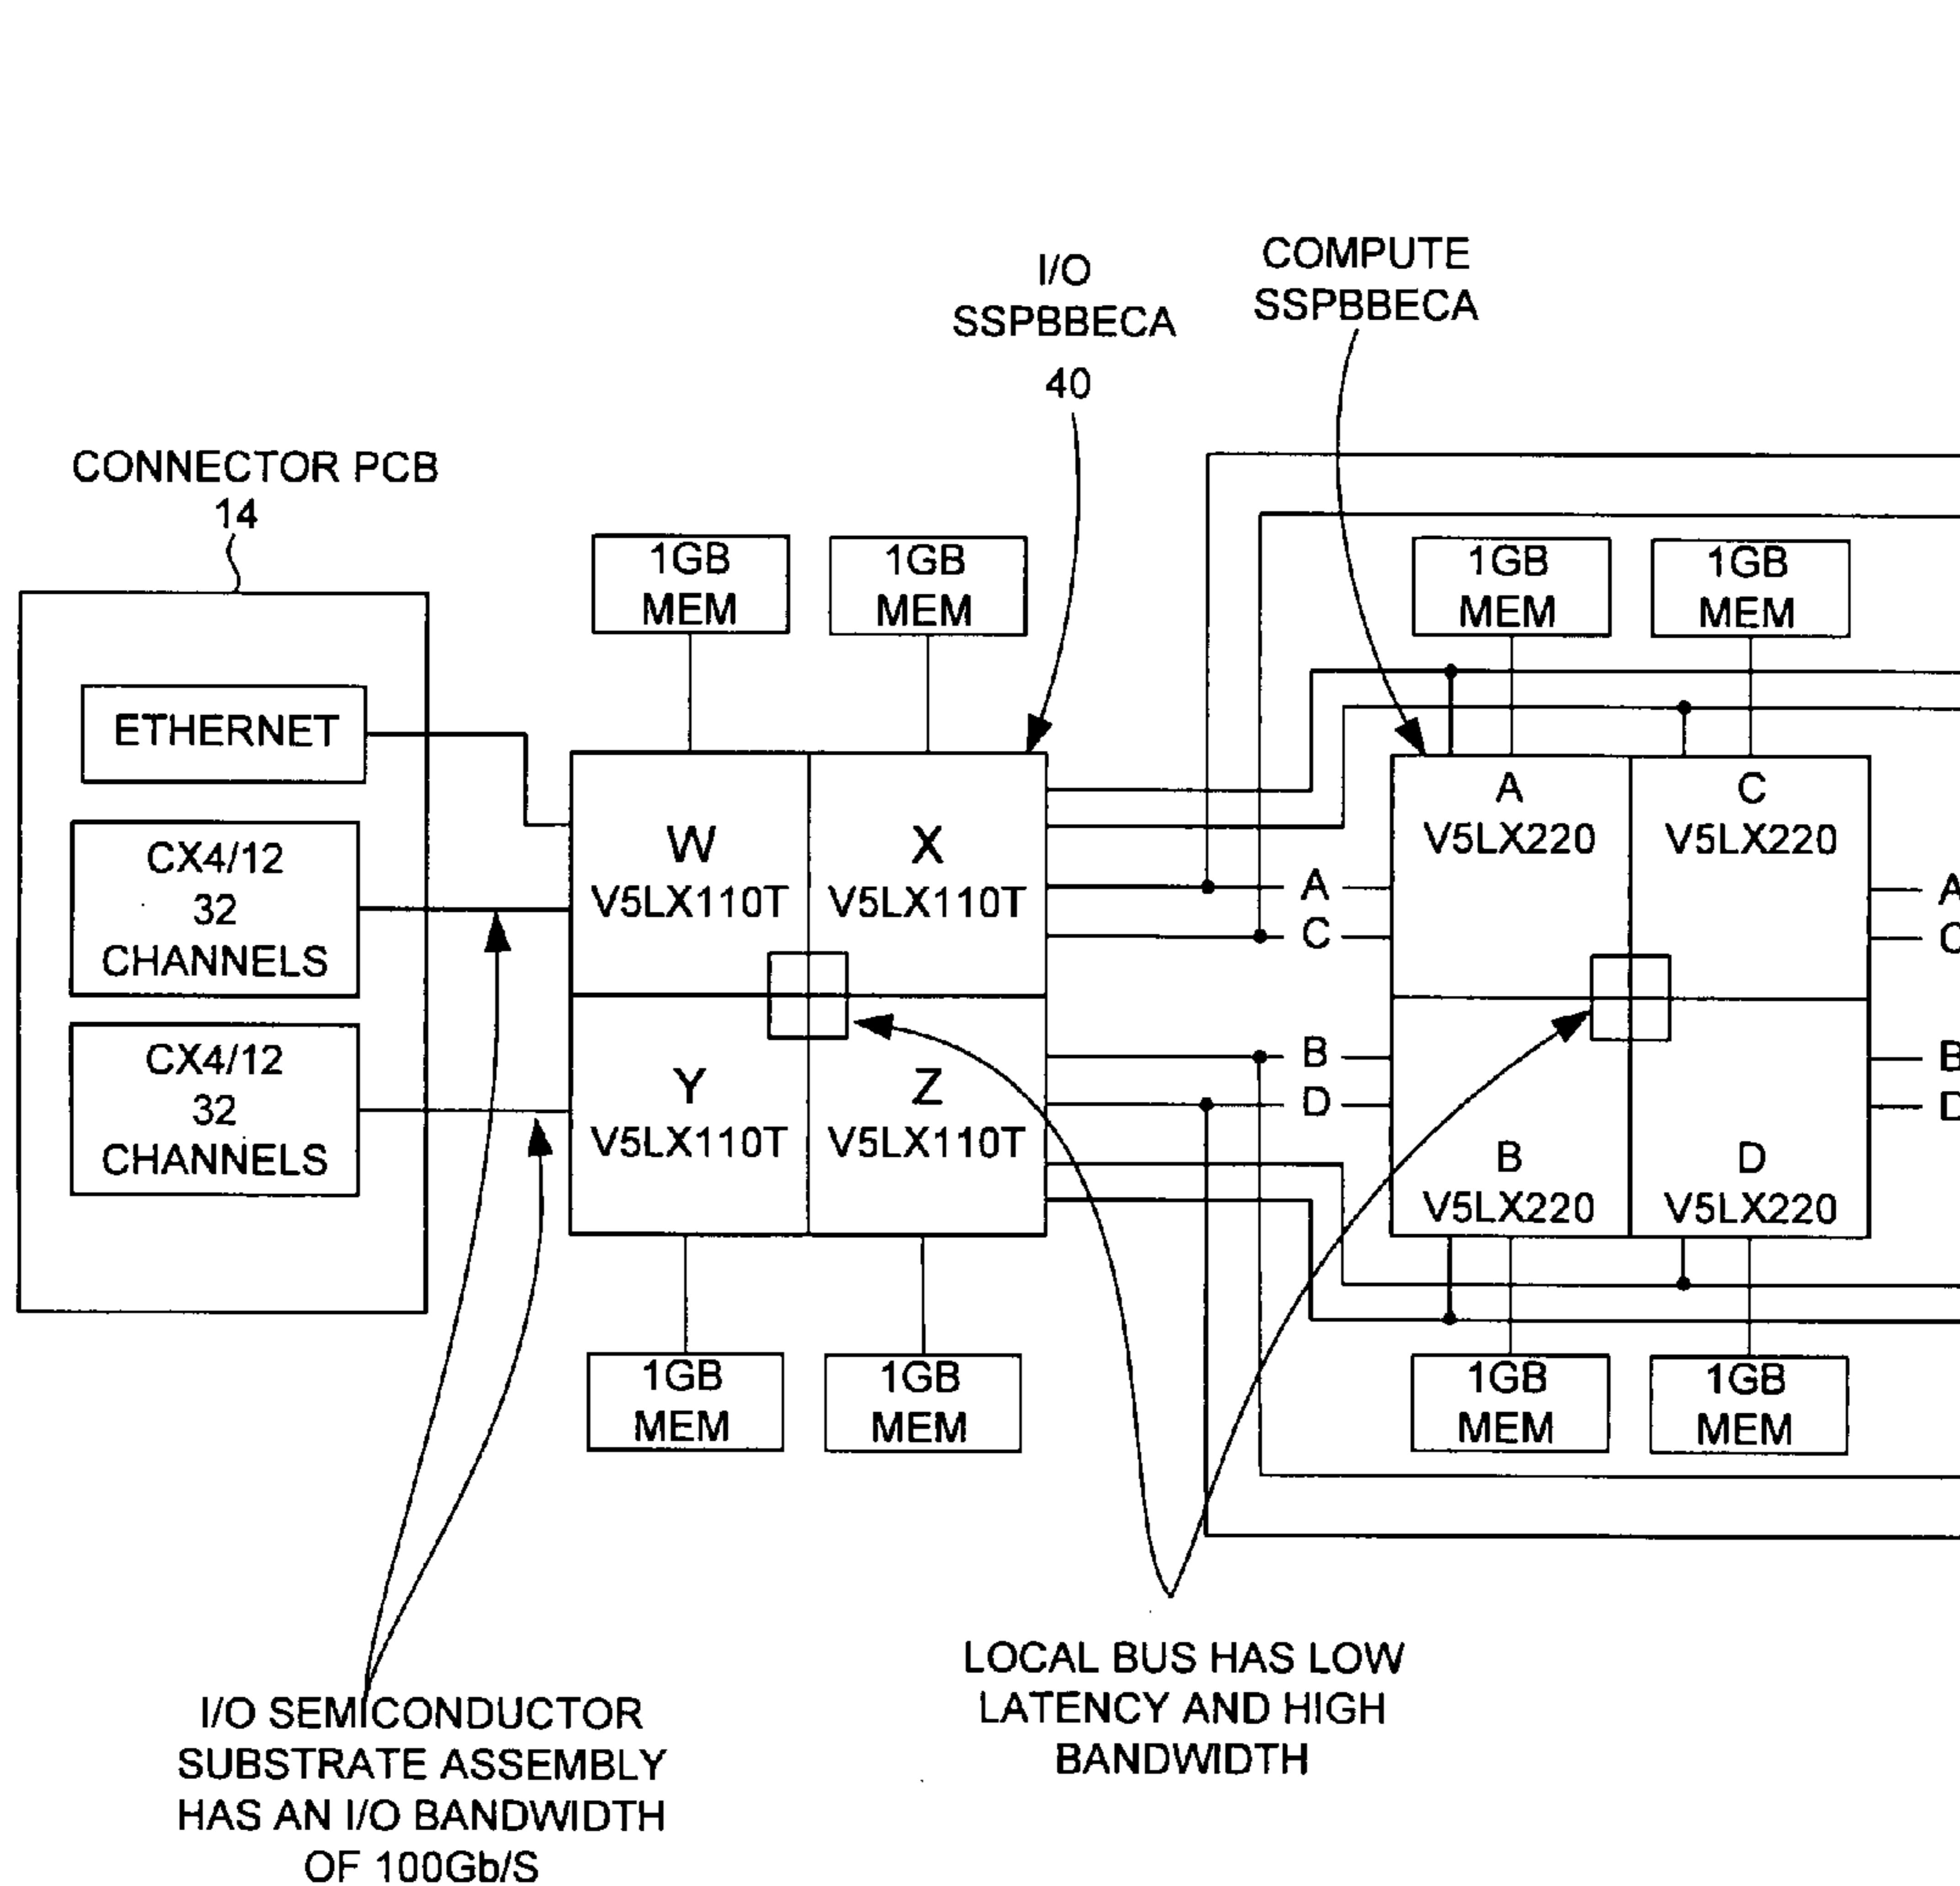 I/O
SSPBBECA
40
COMPUTE
SSPBBECA
CONNECTOR PCB
14
ETHERNET
CX4/12
32
CHANNELS
CX4/12
32
CHANNELS
1GB
MEM
1GB
MEM
W
V5LX110T
X
V5LX110T
Y
V5LX110T
Z
V5LX110T
1GB
MEM
1GB
MEM
A
C
B
D
1GB
MEM
1GB
MEM
A
V5LX220
C
V5LX220
B
V5LX220
D
V5LX220
1GB
MEM
1GB
MEM
A
C
B
D
I/O SEMICONDUCTOR
SUBSTRATE ASSEMBLY
HAS AN I/O BANDWIDTH
OF 100Gb/S
LOCAL BUS HAS LOW
LATENCY AND HIGH
BANDWIDTH